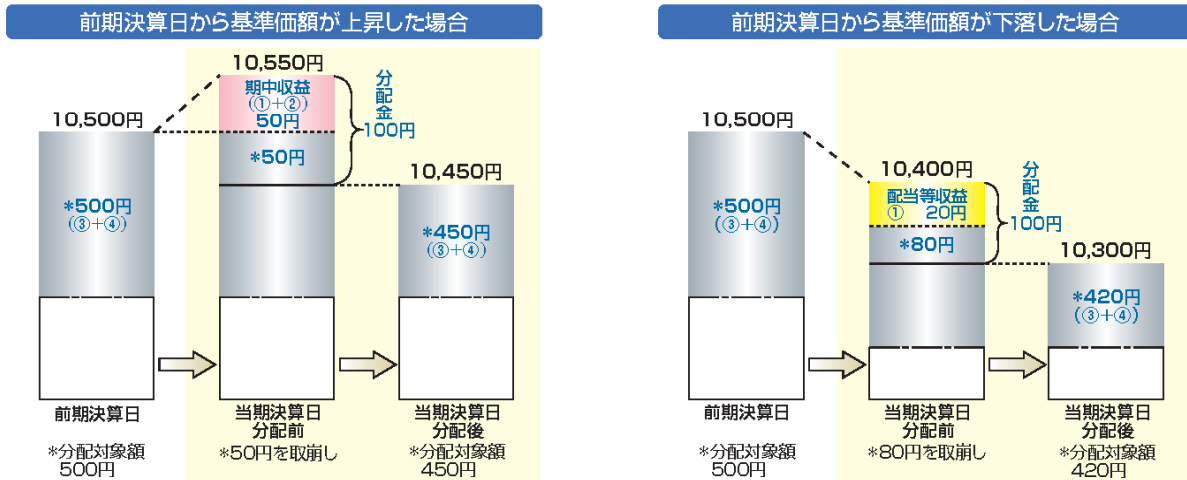 前期決算日から基準価額が上昇した場合
10,550円
期中収益
(①+②)
50円
分配金
100円
10,500円
*50円
10,450円
*500円
(③+④)
*450円
(③+④)
前期決算日
当期決算日
分配前
当期決算日
分配後
*分配対象額
500円
*50円を取崩し
*分配対象額
450円
前期決算日から基準価額が下落した場合
10,500円
10,400円
配当等収益
① 20円
分配金
100円
*500円
(③+④)
*80円
10,300円
*420円
(③+④)
前期決算日
当期決算日
分配前
当期決算日
分配後
*分配対象額
500円
*80円を取崩し
*分配対象額
420円